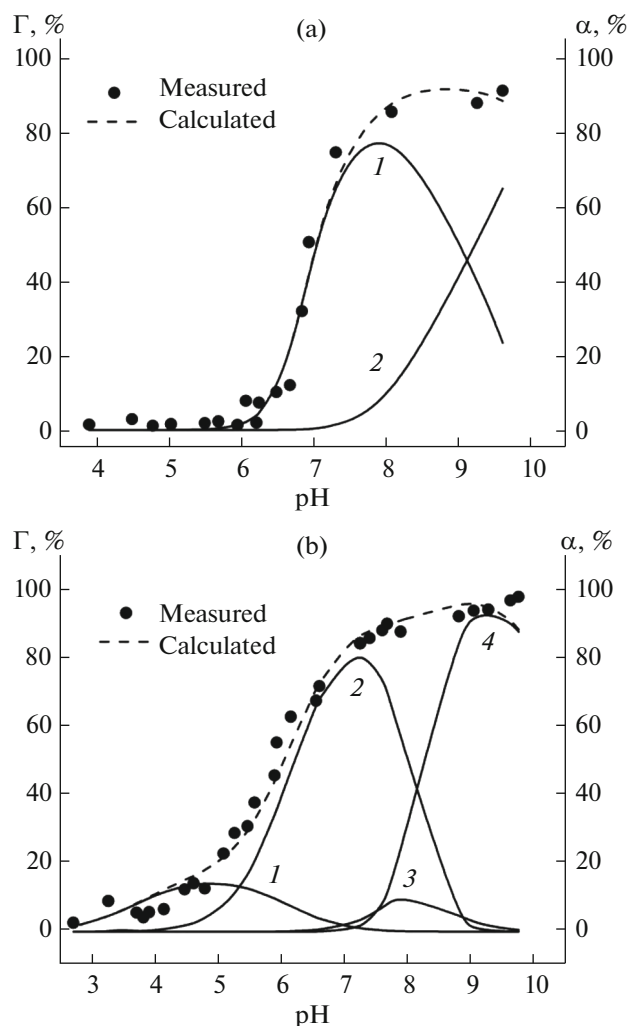 Γ, % (a) α, %
100 100
Measured
Calculated
80 80
1
60 60
40 40
2
20 20
0 0
4 5 6 7 8 9 10
pH
Γ, % (b) α, %
100 100
Measured
Calculated
4
80 80
2
60 60
40 40
20 20
1 3
0 0
3 4 5 6 7 8 9 10
pH